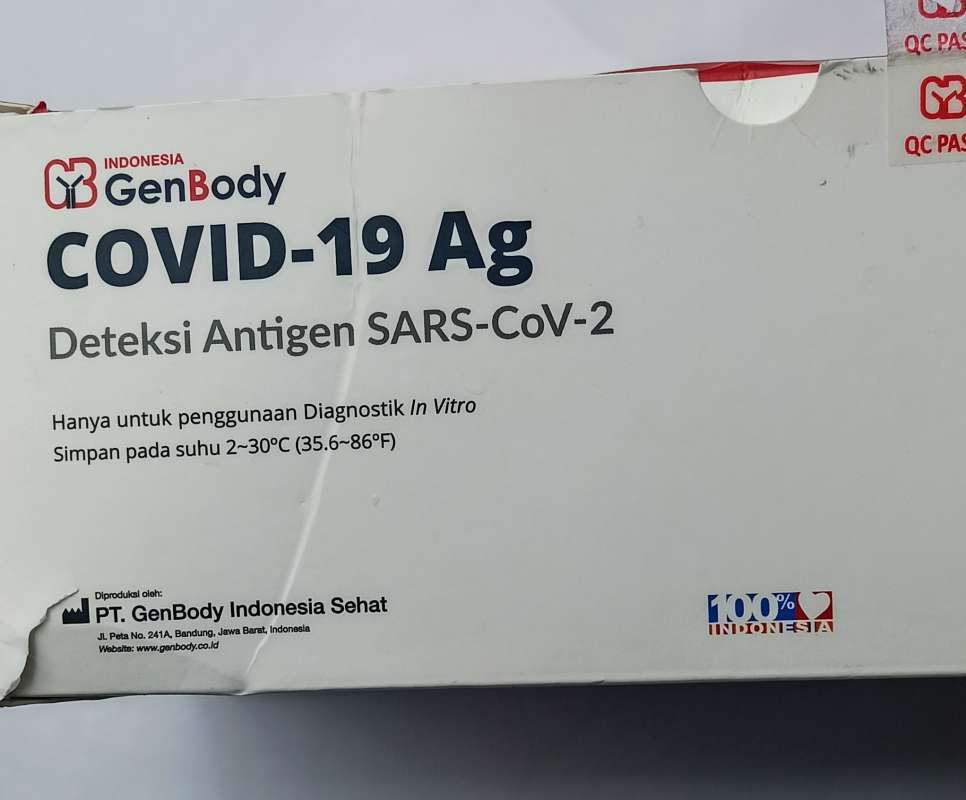 INDONESIA
GenBody
COVID-19 Ag
Deteksi Antigen SARS-CoV-2
Hanya untuk penggunaan Diagnostik In Vitro
Simpan pada suhu 2~30°C (35.6~86°F)
Diproduksi oleh:
PT. GenBody Indonesia Sehat
Jl. Peta No. 241A, Bandung, Jawa Barat, Indonesia
Website: www.genbody.co.id
100%
INDONESIA
QC PAS
QC PAS